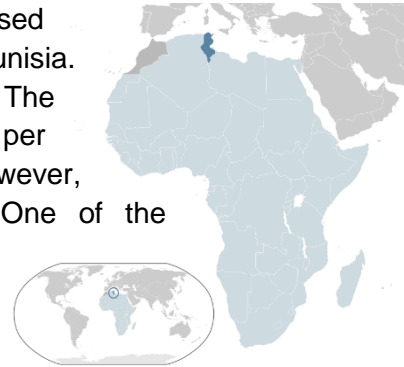 sed
unisia.
The
per
wever,
One of the